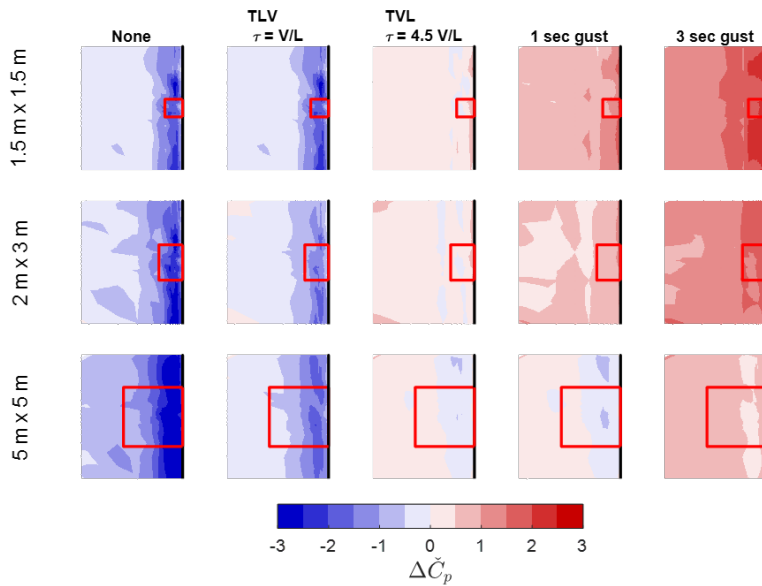 TLV
TVL
None
τ = V/L
τ = 4.5 V/L
1 sec gust
3 sec gust
1.5 m x 1.5 m
2 m x 3 m
5 m x 5 m
-3
-2
-1
0
1
2
3
ΔČp